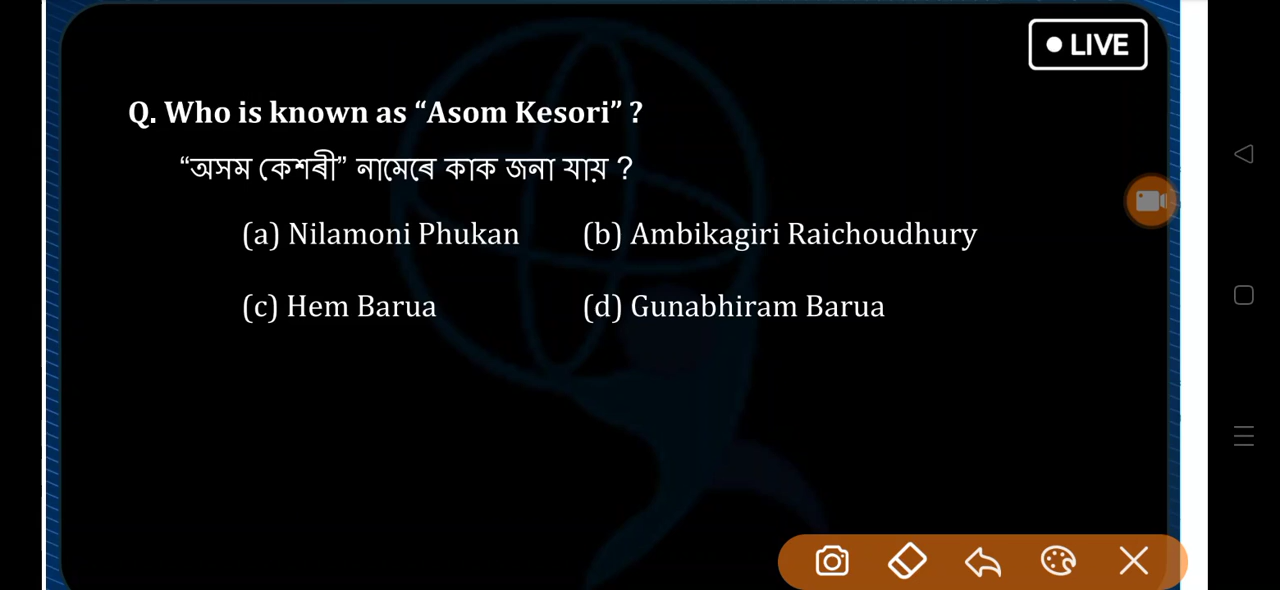 LIVE
Q. Who is known as “Asom Kesori” ?
“অসম কেশৰী” নামেৰে কাক জনা যায় ?
(a) Nilamoni Phukan (b) Ambikagiri Raichoudhury
(c) Hem Barua (d) Gunabhiram Barua